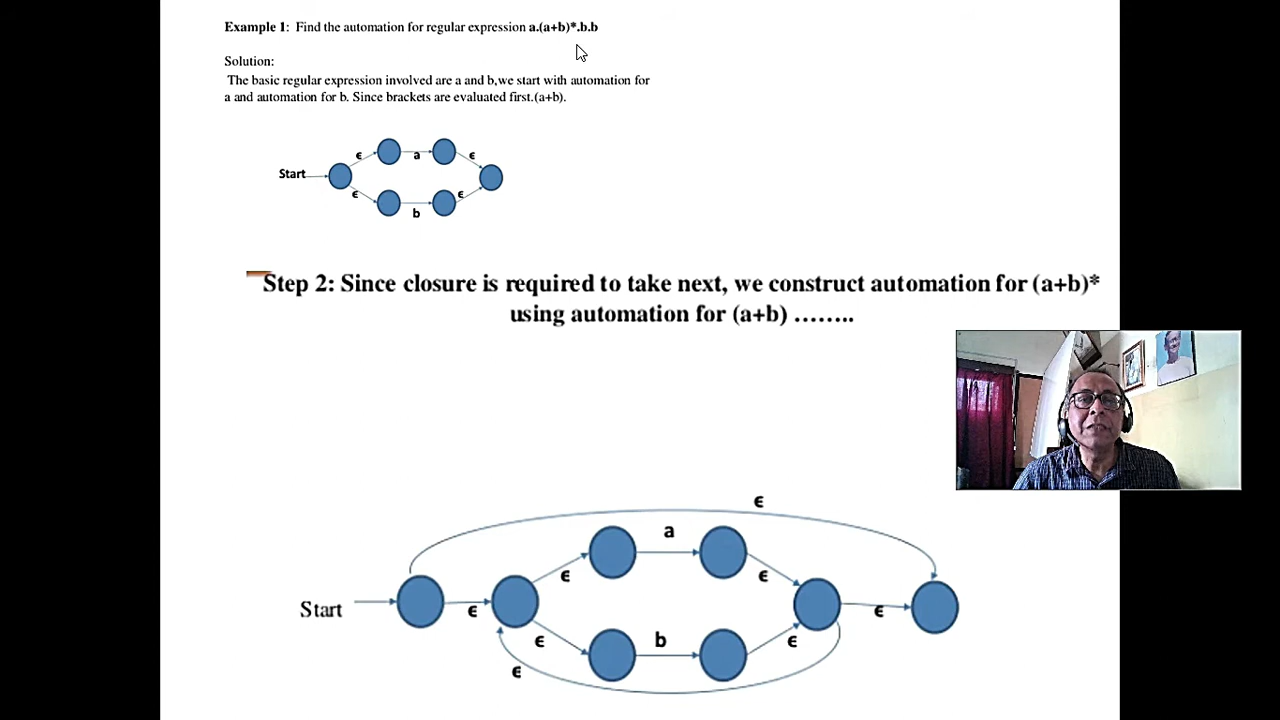 Example 1: Find the automation for regular expression a.(a+b)*.b.b
Solution:
The basic regular expression involved are a and b,we start with automation for
a and automation for b. Since brackets are evaluated first.(a+b).
ϵ a ϵ
Start
ϵ b ϵ
Step 2: Since closure is required to take next, we construct automation for (a+b)*
using automation for (a+b) ........
ϵ
a
ϵ ϵ
Start ϵ ϵ
ϵ b ϵ
ϵ